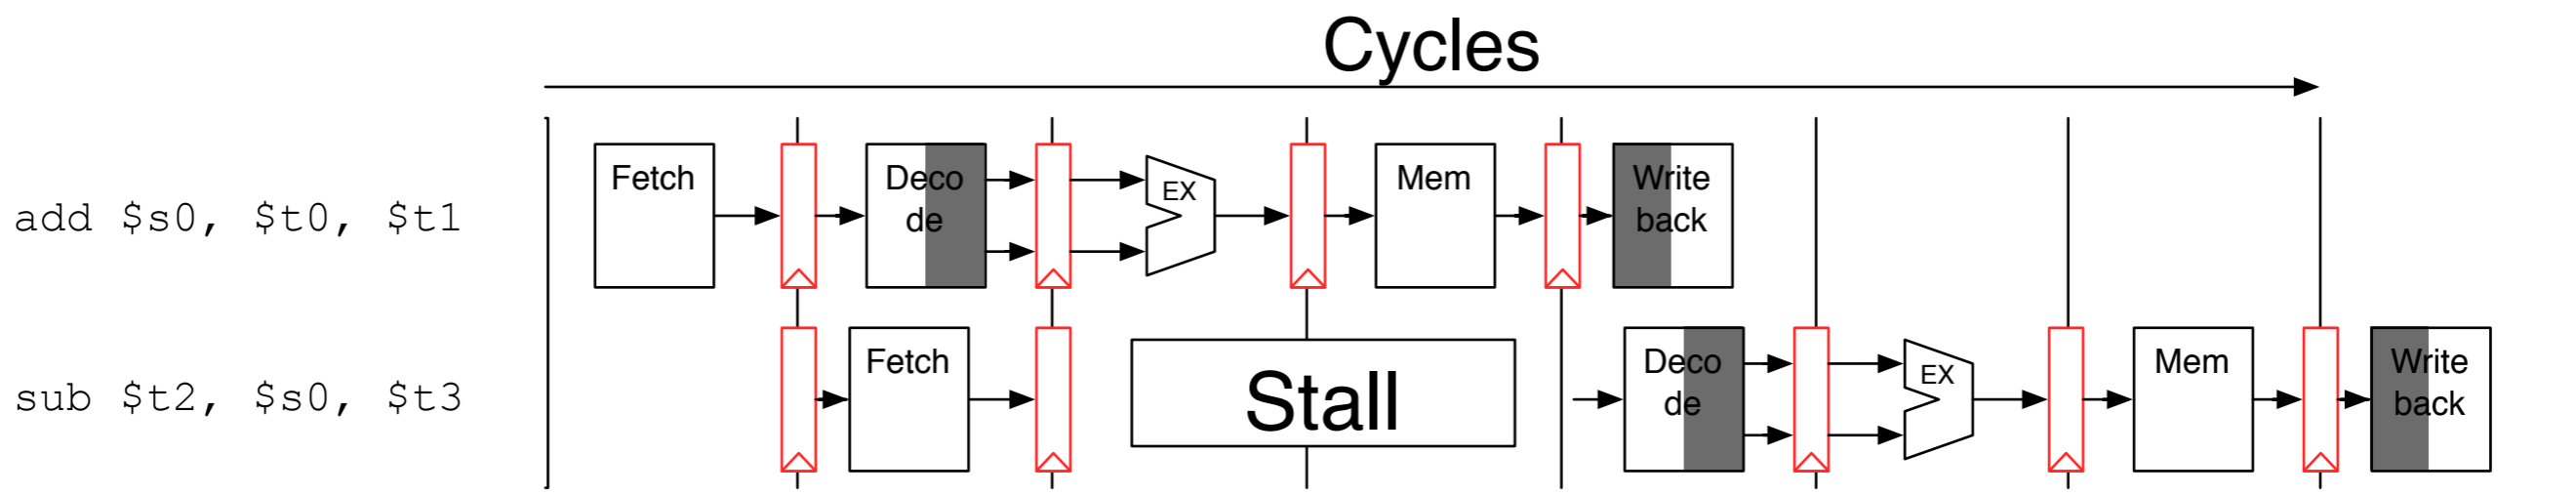 Cycles
add $s0, $t0, $t1
Fetch
Deco
de
EX
Mem
Write
back
sub $t2, $s0, $t3
Fetch
Stall
Deco
de
EX
Mem
Write
back